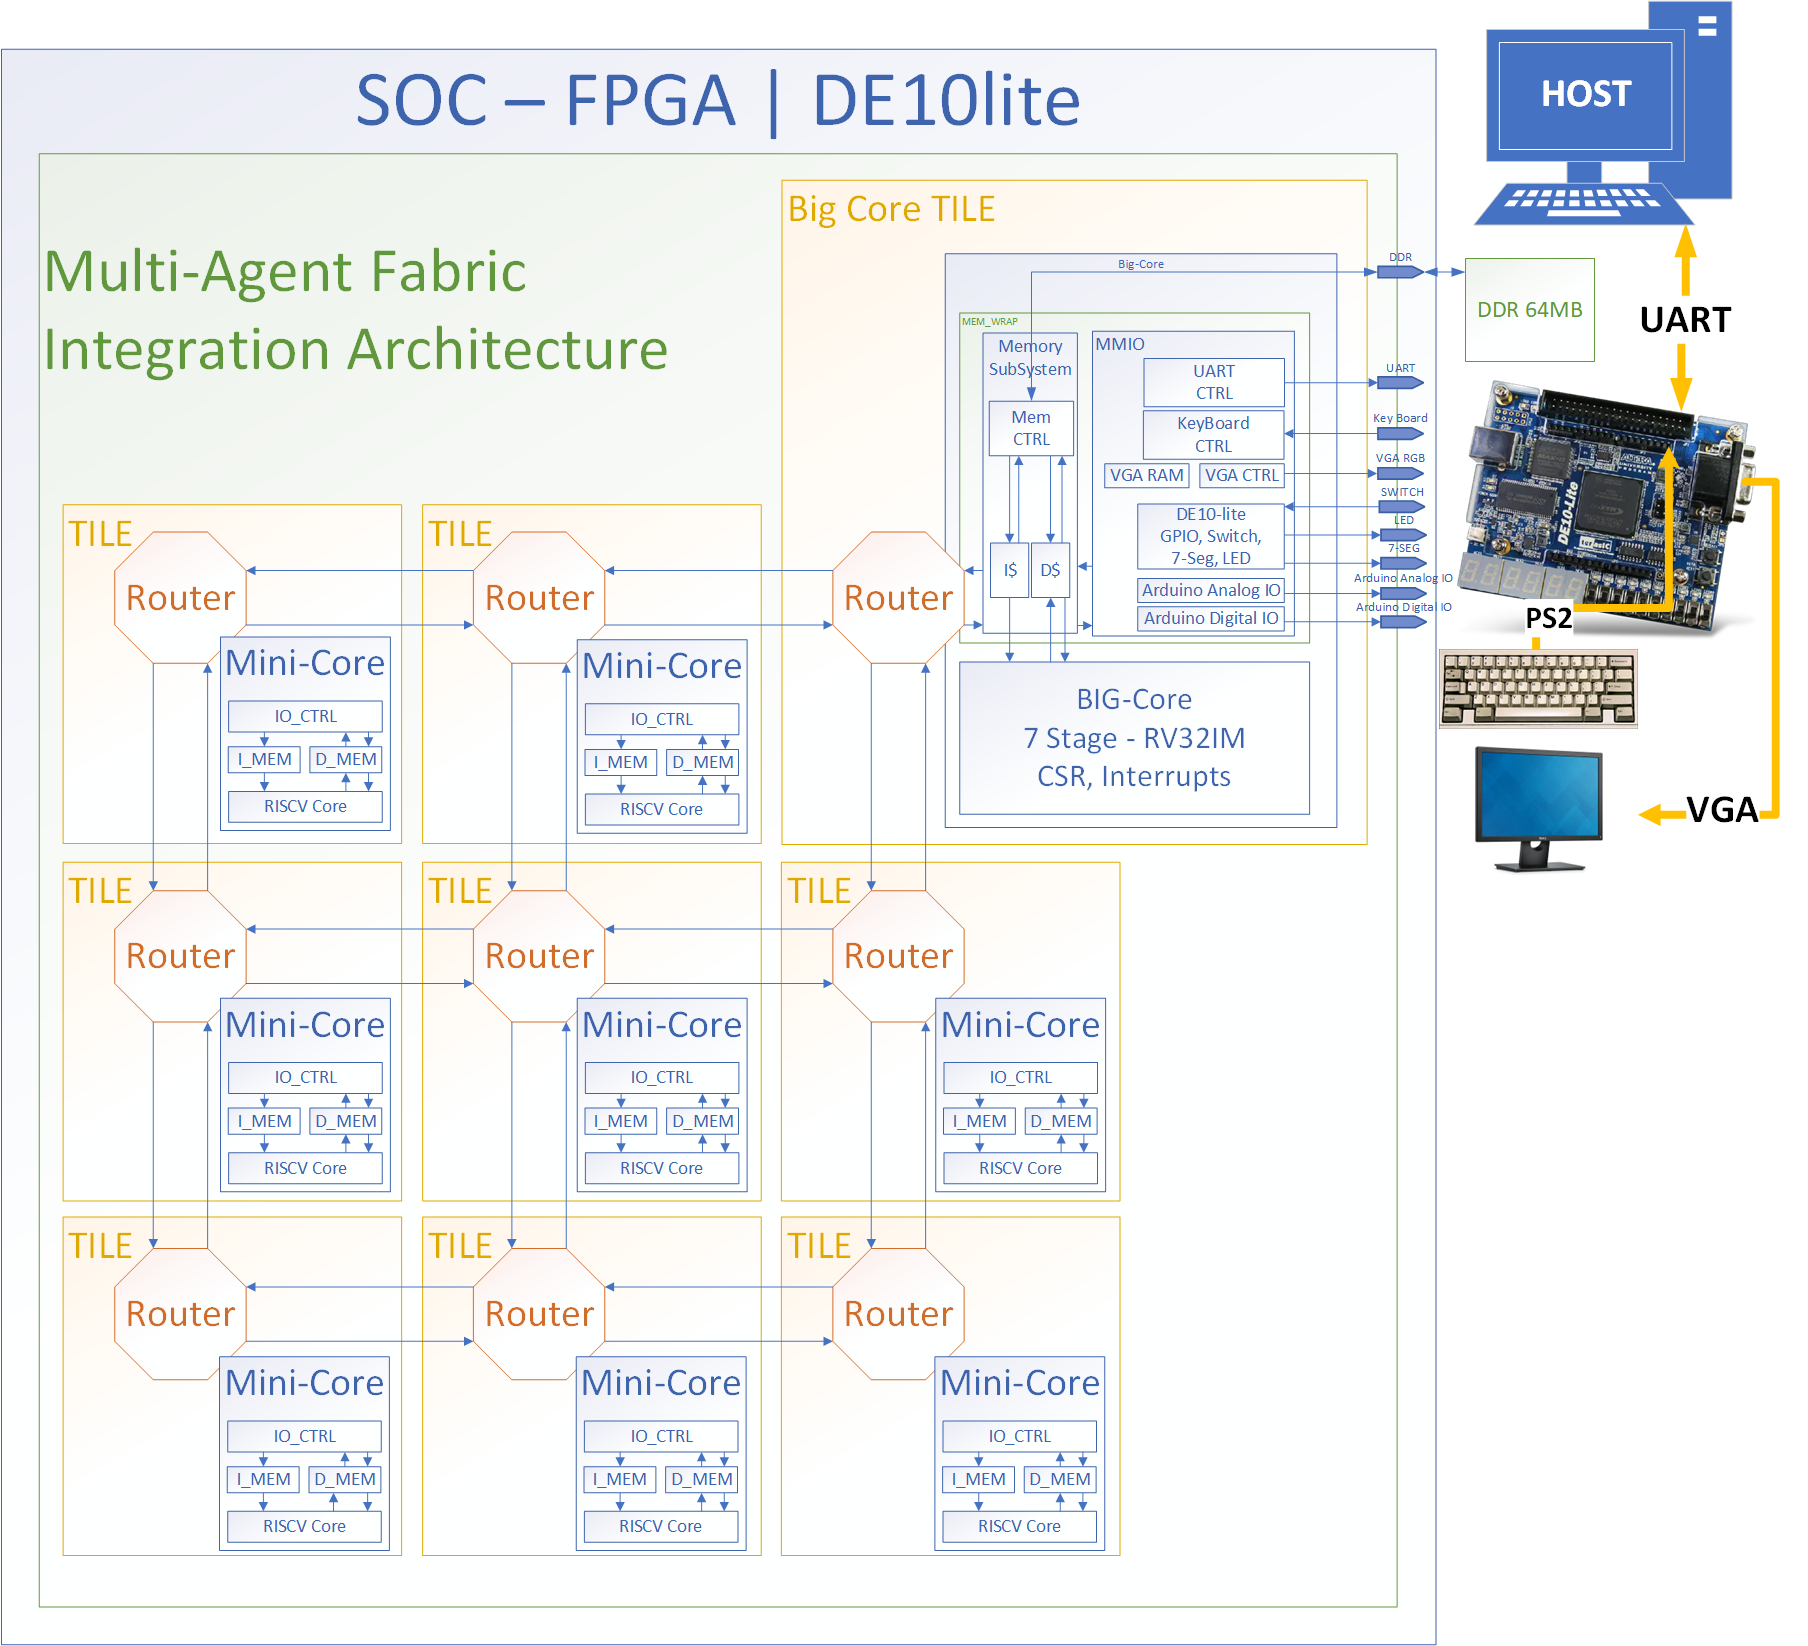 SOC – FPGA | DE10lite
HOST
Multi-Agent Fabric
Integration Architecture
Big Core TILE
Big-Core
MEM_WRAP
Memory
SubSystem
Mem
CTRL
I$
D$
MMIO
UART
CTRL
KeyBoard
CTRL
VGA RAM
VGA CTRL
DE10-lite
GPIO, Switch,
7-Seg, LED
Arduino Analog IO
Arduino Digital IO
DDR
UART
Key Board
VGA RGB
SWITCH
LED
7-SEG
Arduino Analog IO
Arduino Digital IO
DDR 64MB
UART
DE10-Lite
terasic
PS2
VGA
Router
BIG-Core
7 Stage - RV32IM
CSR, Interrupts
TILE
Router
Mini-Core
IO_CTRL
I_MEM
D_MEM
RISCV Core
TILE
Router
Mini-Core
IO_CTRL
I_MEM
D_MEM
RISCV Core
TILE
Router
Mini-Core
IO_CTRL
I_MEM
D_MEM
RISCV Core
TILE
Router
Mini-Core
IO_CTRL
I_MEM
D_MEM
RISCV Core
TILE
Router
Mini-Core
IO_CTRL
I_MEM
D_MEM
RISCV Core
TILE
Router
Mini-Core
IO_CTRL
I_MEM
D_MEM
RISCV Core
TILE
Router
Mini-Core
IO_CTRL
I_MEM
D_MEM
RISCV Core
TILE
Router
Mini-Core
IO_CTRL
I_MEM
D_MEM
RISCV Core